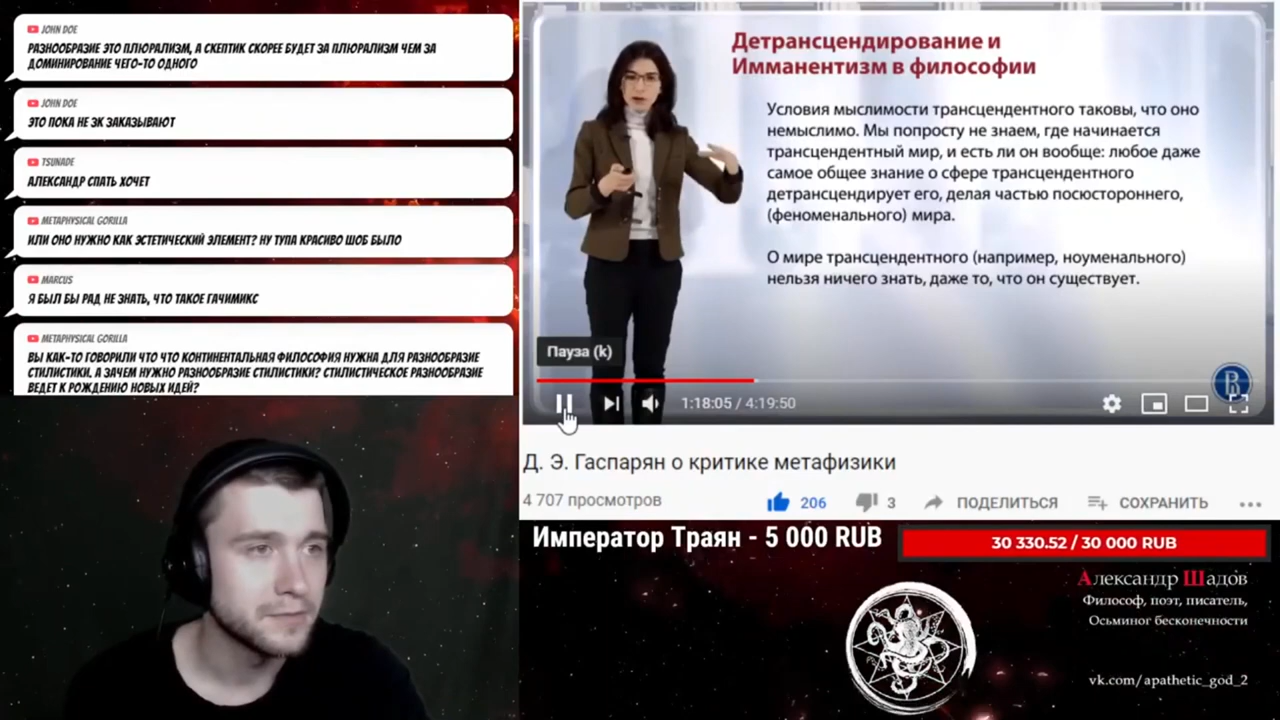 JOHN DOE
РАЗНООБРАЗИЕ ЭТО ПЛЮРАЛИЗМ, А СКЕПТИК СКОРЕЕ БУДЕТ ЗА ПЛЮРАЛИЗМ ЧЕМ ЗА
ДОМИНИРОВАНИЕ ЧЕГО-ТО ОДНОГО
JOHN DOE
ЭТО ПОКА НЕ ЗК ЗАКАЗЫВАЮТ
TSUNADE
АЛЕКСАНДР СПАТЬ ХОЧЕТ
METAPHYSICAL GORILLA
ИЛИ ОНО НУЖНО КАК ЭСТЕТИЧЕСКИЙ ЭЛЕМЕНТ? НУ ТУПА КРАСИВО ШОБ БЫЛО
MARCUS
Я БЫЛ БЫ РАД НЕ ЗНАТЬ, ЧТО ТАКОЕ ГАЧИМИКС
METAPHYSICAL GORILLA
ВЫ КАК-ТО ГОВОРИЛИ ЧТО ЧТО КОНТИНЕНТАЛЬНАЯ ФИЛОСОФИЯ НУЖНА ДЛЯ РАЗНООБРАЗИЕ
СТИЛИСТИКИ. А ЗАЧЕМ НУЖНО РАЗНООБРАЗИЕ СТИЛИСТИКИ? СТИЛИСТИЧЕСКОЕ РАЗНООБРАЗИЕ
ВЕДЕТ К РОЖДЕНИЮ НОВЫХ ИДЕЙ?
Детрансцендирование и
Имманентизм в философии
Условия мыслимости трансцендентного таковы, что оно
немыслимо. Мы попросту не знаем, где начинается
трансцендентный мир, и есть ли он вообще: любое даже
самое общее знание о сфере трансцендентного
детрансцендирует его, делая частью посюстороннего,
(феноменального) мира.
О мире трансцендентного (например, ноуменального)
нельзя ничего знать, даже то, что он существует.
Пауза (k)
1:18:05 / 4:19:50
Д. Э. Гаспарян о критике метафизики
4 707 просмотров
206
3
ПОДЕЛИТЬСЯ
СОХРАНИТЬ
Император Траян - 5 000 RUB
30 330.52 / 30 000 RUB
Александр Шадов
Философ, поэт, писатель,
Осьминог бесконечности
vk.com/apathetic_god_2